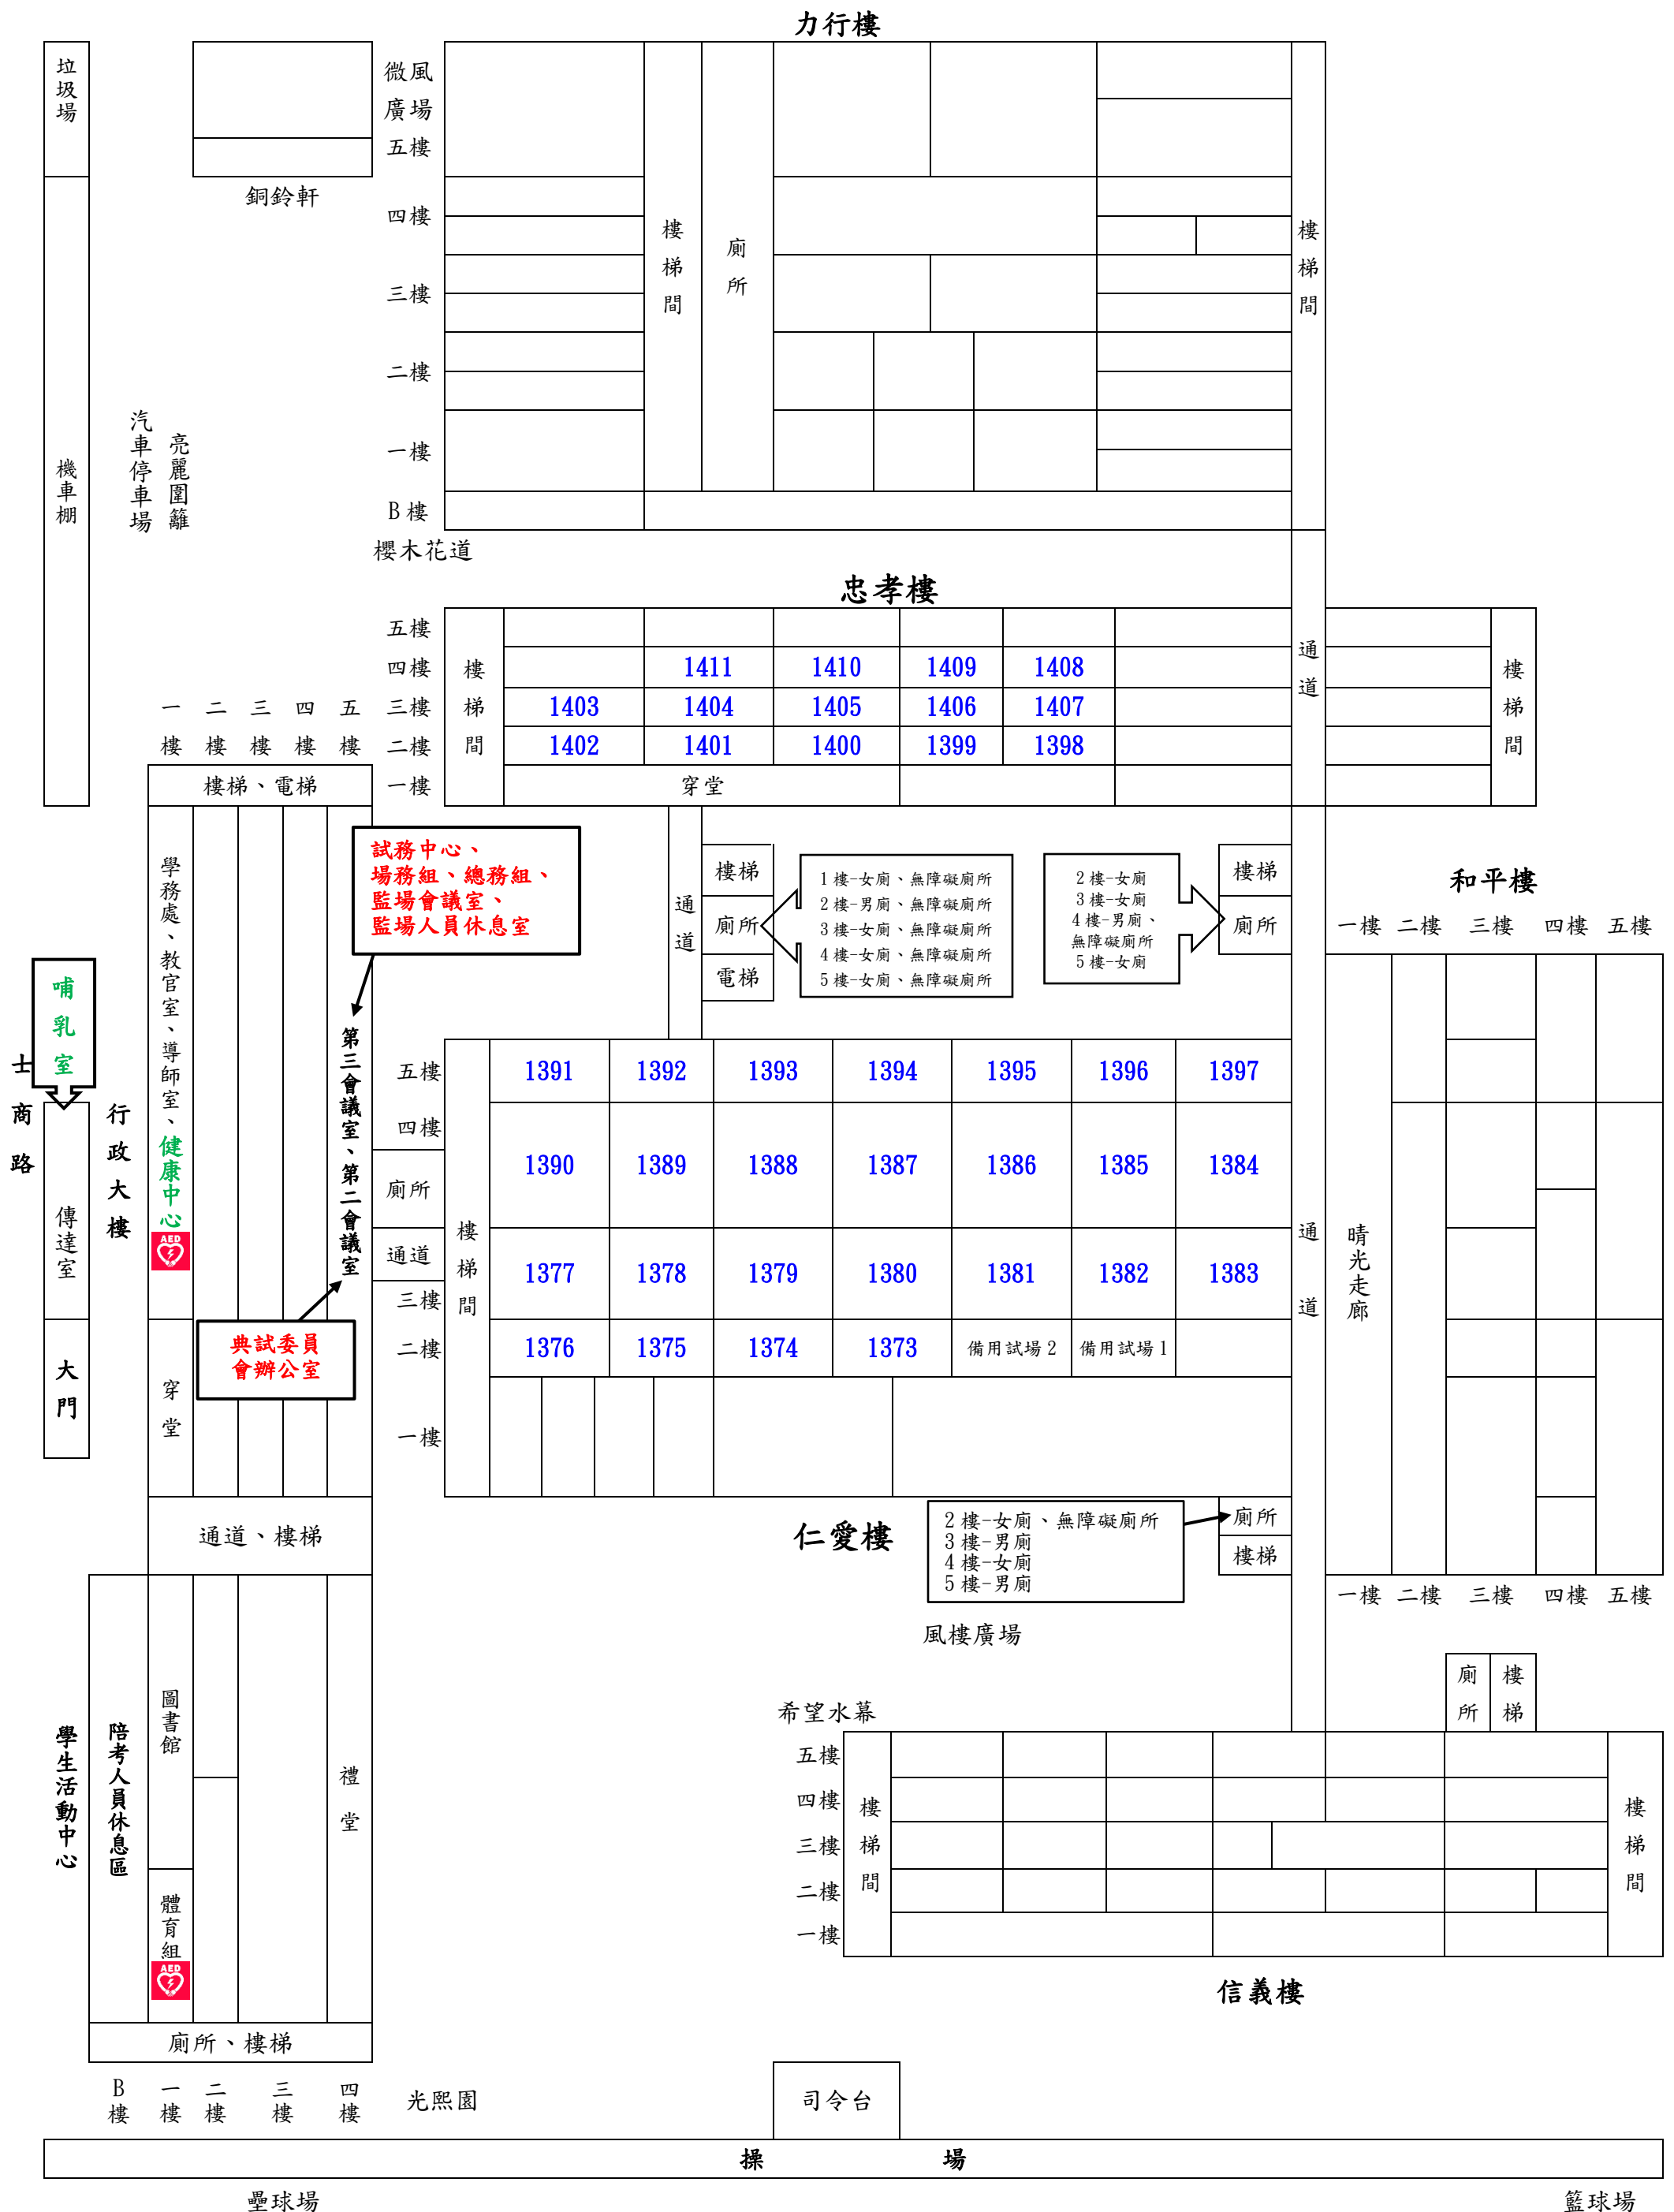 力行樓
垃圾場
微風
廣場
五樓
銅鈴軒
四樓
樓梯間
廁所
樓梯間
三樓
二樓
汽車停車場
亮麗圍籬
機車棚
一樓
B樓
櫻木花道
忠孝樓
五樓
四樓
1411 1410 1409 1408
三樓
1403 1404 1405 1406 1407
二樓
1402 1401 1400 1399 1398
一樓
穿堂
樓梯間
通道
樓梯間
一樓 二樓 三樓 四樓 五樓
樓梯、電梯
學務處、教官室、導師室、健康中心
AED
試務中心、
場務組、總務組、
監場會議室、
監場人員休息室
通道
樓梯
廁所
電梯
1樓-女廁、無障礙廁所
2樓-男廁、無障礙廁所
3樓-女廁、無障礙廁所
4樓-女廁、無障礙廁所
5樓-女廁、無障礙廁所
2樓-女廁
3樓-女廁
4樓-男廁、
無障礙廁所
5樓-女廁
樓梯
廁所
和平樓
一樓 二樓 三樓 四樓 五樓
哺乳室
士商路
行政大樓
傳達室
大門
第三會議室、第二會議室
典試委員
會辦公室
穿堂
五樓
1391 1392 1393 1394 1395 1396 1397
四樓
1390 1389 1388 1387 1386 1385 1384
廁所
通道
樓梯間
1377 1378 1379 1380 1381 1382 1383
三樓
二樓
1376 1375 1374 1373 備用試場2 備用試場1
一樓
通道
晴光走廊
通道、樓梯
仁愛樓
2樓-女廁、無障礙廁所
3樓-男廁
4樓-女廁
5樓-男廁
廁所
樓梯
一樓 二樓 三樓 四樓 五樓
風樓廣場
廁所
樓梯
希望水幕
學生活動中心
陪考人員休息區
圖書館
體育組
AED
禮堂
五樓
四樓
三樓
二樓
一樓
樓梯間
樓梯間
信義樓
廁所、樓梯
B樓 一樓 二樓 三樓 四樓
光熙園
司令台
操場
壘球場
籃球場